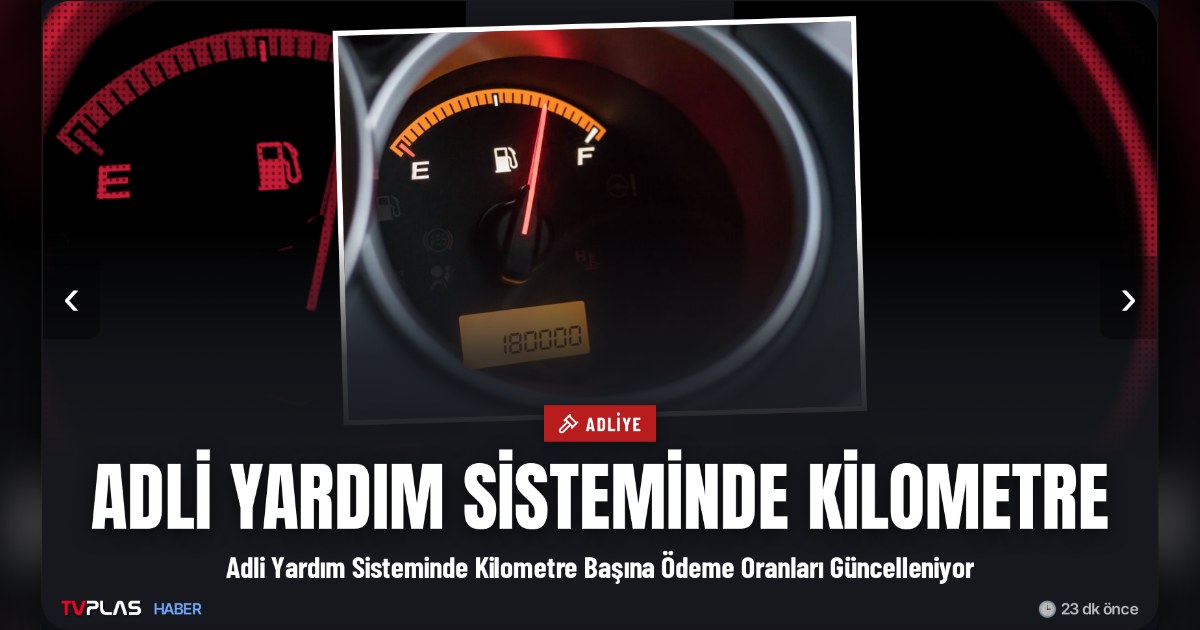 E
E
F
180000
ADLİYE
ADLİ YARDIM SİSTEMİNDE KİLOMETRE
Adli Yardım Sisteminde Kilometre Başına Ödeme Oranları Güncelleniyor
TVPLAS HABER
23 dk önce